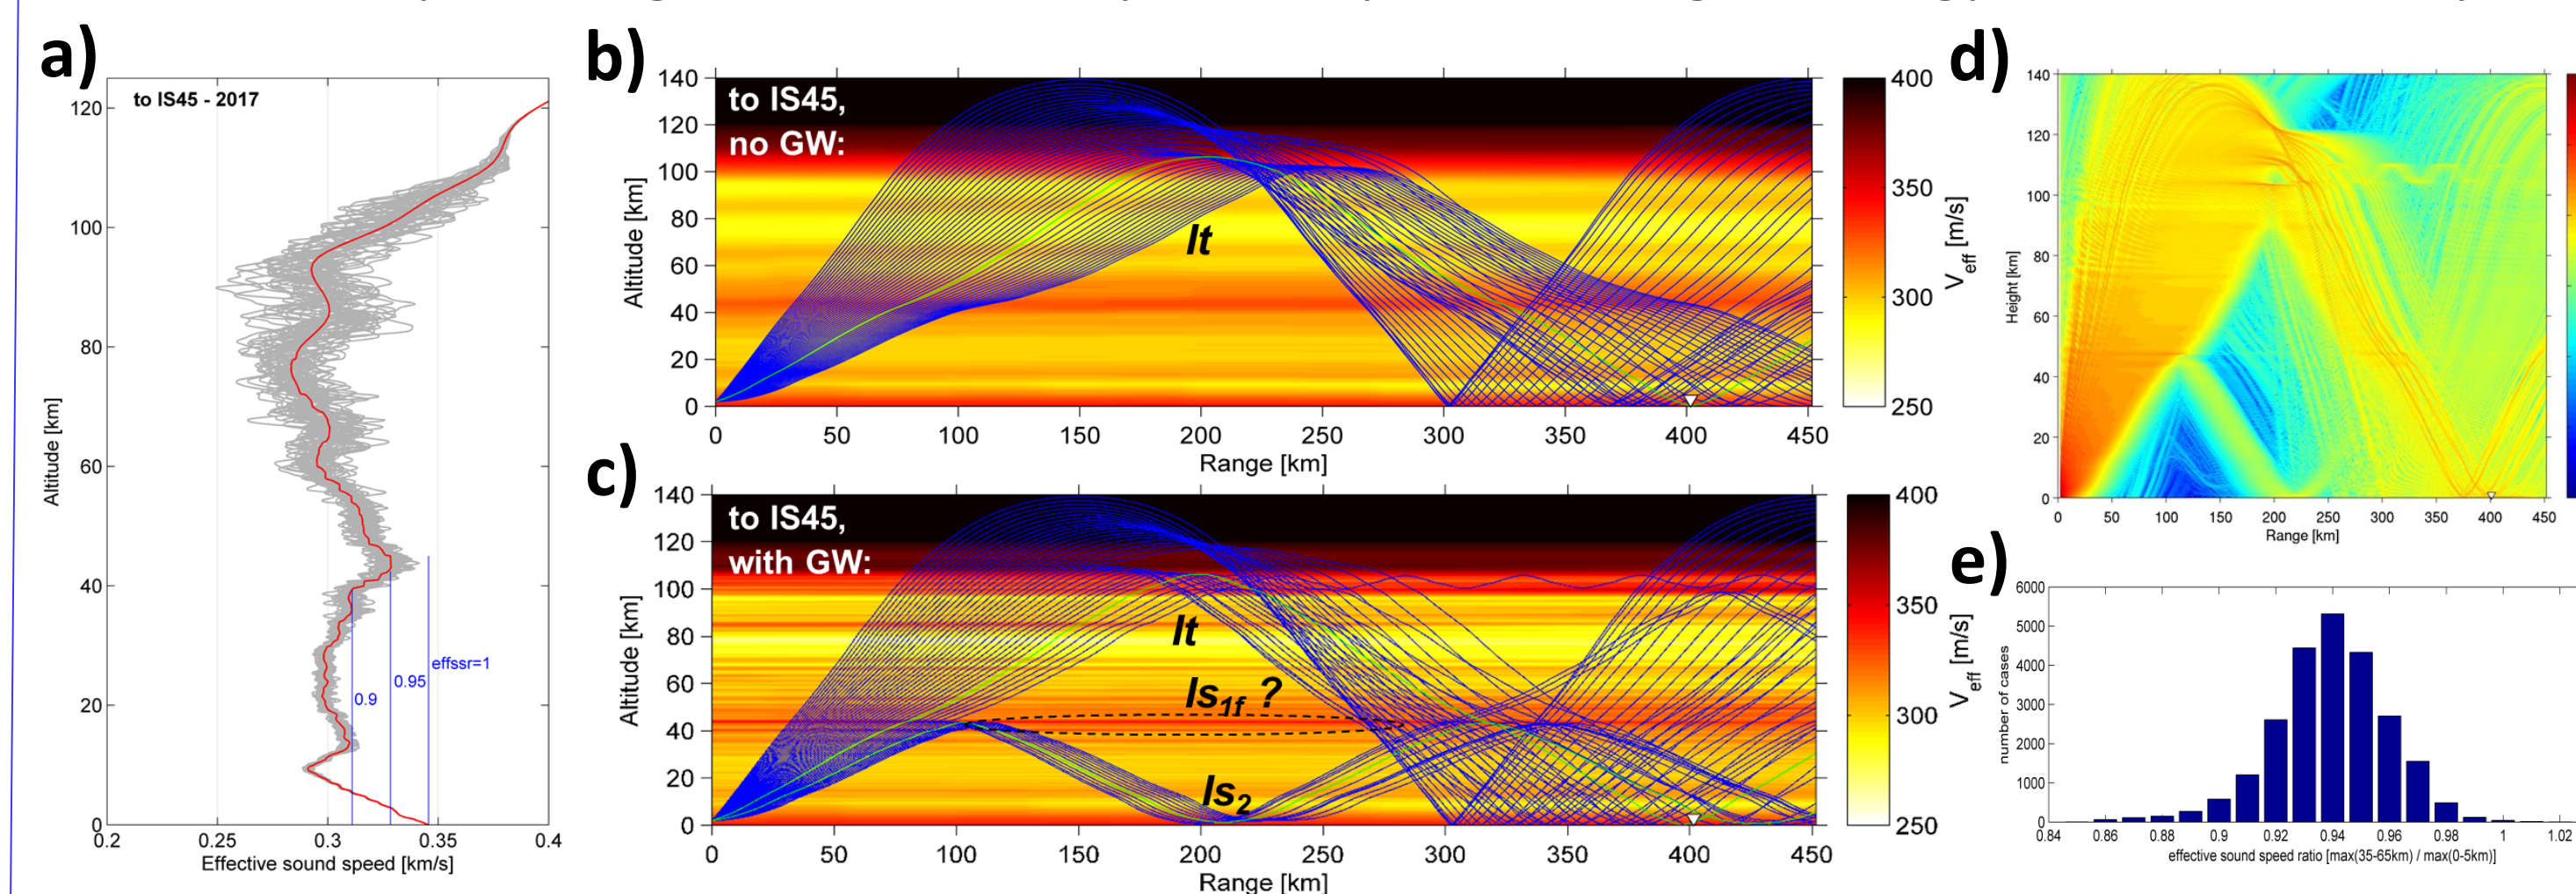 a)
to IS45 - 2017
120
100
80
60
40
20
0
Altitude [km]
effssr=1
0.95
0.9
0.2 0.25 0.3 0.35 0.4
Effective sound speed [km/s]
b)
to IS45,
no GW:
140
120
100
80
60
40
20
0
Altitude [km]
It
0 50 100 150 200 250 300 350 400 450
Range [km]
400
350
300
250
V_eff [m/s]
c)
to IS45,
with GW:
140
120
100
80
60
40
20
0
Altitude [km]
It
Is_1f ?
Is_2
0 50 100 150 200 250 300 350 400 450
Range [km]
400
350
300
250
V_eff [m/s]
d)
140
120
100
80
60
40
20
0
Height [km]
0 50 100 150 200 250 300 350 400 450
Range [km]
e)
6000
5000
4000
3000
2000
1000
0
number of cases
0.84 0.86 0.88 0.9 0.92 0.94 0.96 0.98 1 1.02
effective sound speed ratio [max(35-65km) / max(0-5km)]